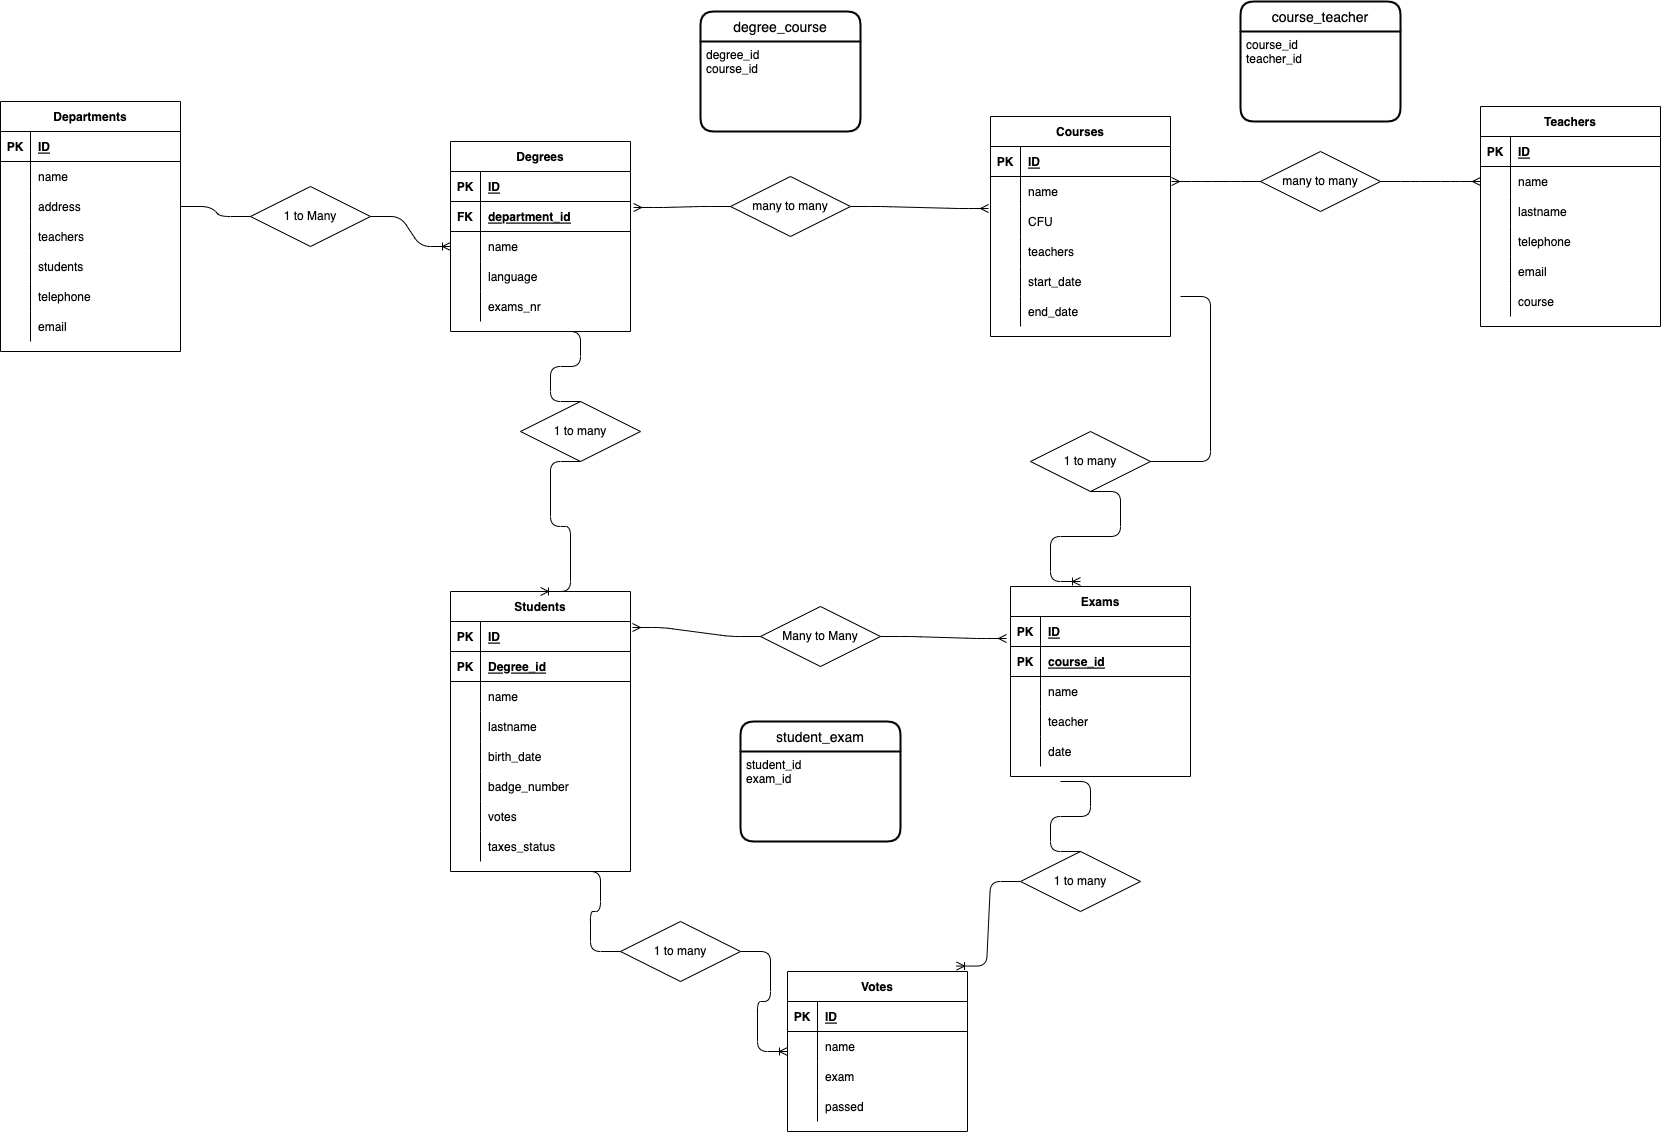 degree_course
degree_id
course_id
course_teacher
course_id
teacher_id
Departments
PK ID
name
address
teachers
students
telephone
email
1 to Many
Degrees
PK ID
FK department_id
name
language
exams_nr
many to many
Courses
PK ID
name
CFU
teachers
start_date
end_date
many to many
Teachers
PK ID
name
lastname
telephone
email
course
1 to many
1 to many
Students
PK ID
PK Degree_id
name
lastname
birth_date
badge_number
votes
taxes_status
Many to Many
Exams
PK ID
PK course_id
name
teacher
date
student_exam
student_id
exam_id
1 to many
1 to many
Votes
PK ID
name
exam
passed